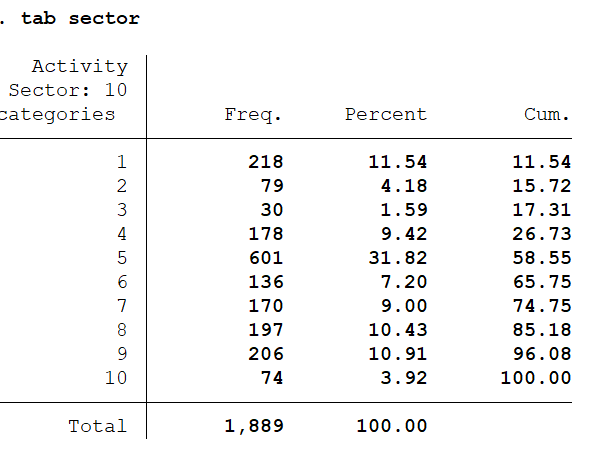 . tab sector
Activity
Sector: 10
categories Freq. Percent Cum.
1 218 11.54 11.54
2 79 4.18 15.72
3 30 1.59 17.31
4 178 9.42 26.73
5 601 31.82 58.55
6 136 7.20 65.75
7 170 9.00 74.75
8 197 10.43 85.18
9 206 10.91 96.08
10 74 3.92 100.00
Total 1,889 100.00